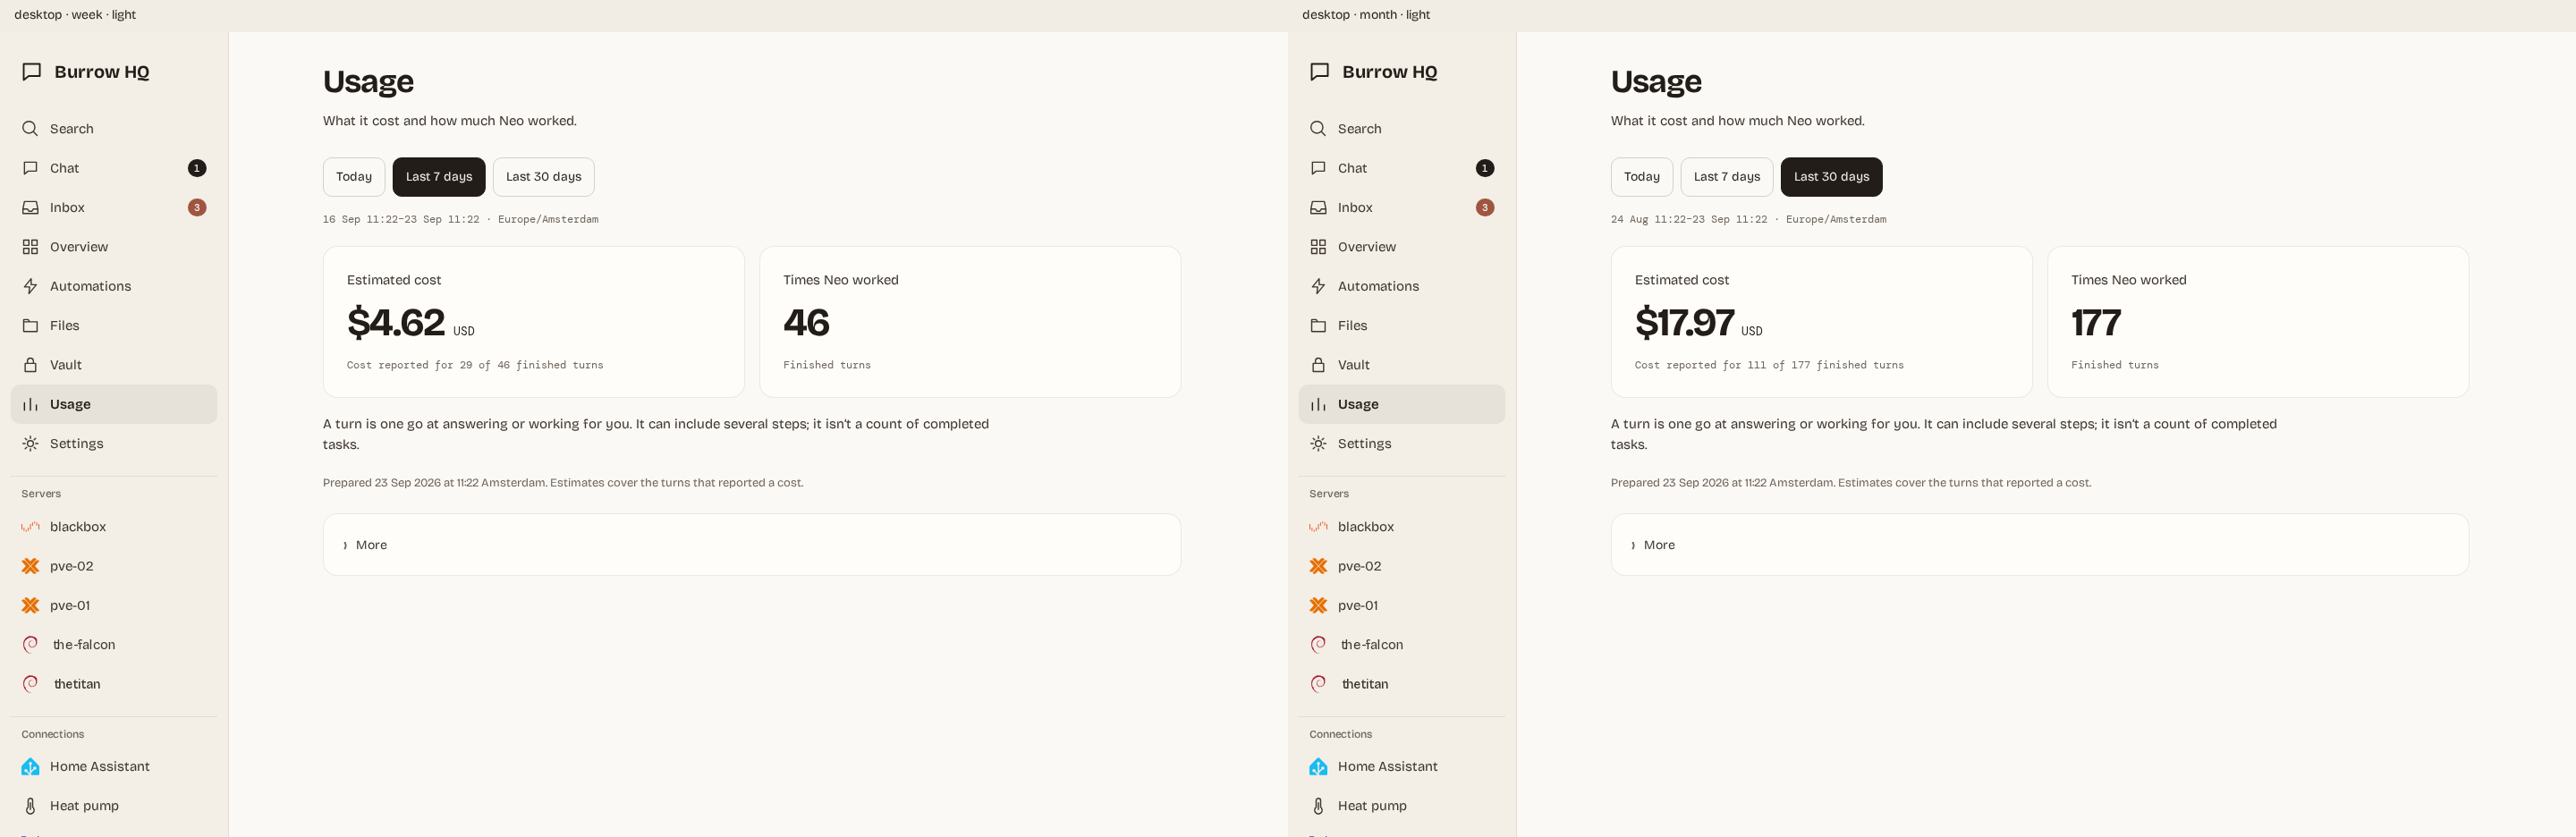 desktop · week · light
Burrow HQ
Search
Chat 1
Inbox 3
Overview
Automations
Files
Vault
Usage
Settings
Servers
blackbox
pve-02
pve-01
the-falcon
thetitan
Connections
Home Assistant
Heat pump
Usage
What it cost and how much Neo worked.
Today Last 7 days Last 30 days
16 Sep 11:22–23 Sep 11:22 · Europe/Amsterdam
Estimated cost
$4.62 USD
Cost reported for 29 of 46 finished turns
Times Neo worked
46
Finished turns
A turn is one go at answering or working for you. It can include several steps; it isn't a count of completed
tasks.
Prepared 23 Sep 2026 at 11:22 Amsterdam. Estimates cover the turns that reported a cost.
More
desktop · month · light
Burrow HQ
Search
Chat 1
Inbox 3
Overview
Automations
Files
Vault
Usage
Settings
Servers
blackbox
pve-02
pve-01
the-falcon
thetitan
Connections
Home Assistant
Heat pump
Usage
What it cost and how much Neo worked.
Today Last 7 days Last 30 days
24 Aug 11:22–23 Sep 11:22 · Europe/Amsterdam
Estimated cost
$17.97 USD
Cost reported for 111 of 177 finished turns
Times Neo worked
177
Finished turns
A turn is one go at answering or working for you. It can include several steps; it isn't a count of completed
tasks.
Prepared 23 Sep 2026 at 11:22 Amsterdam. Estimates cover the turns that reported a cost.
More